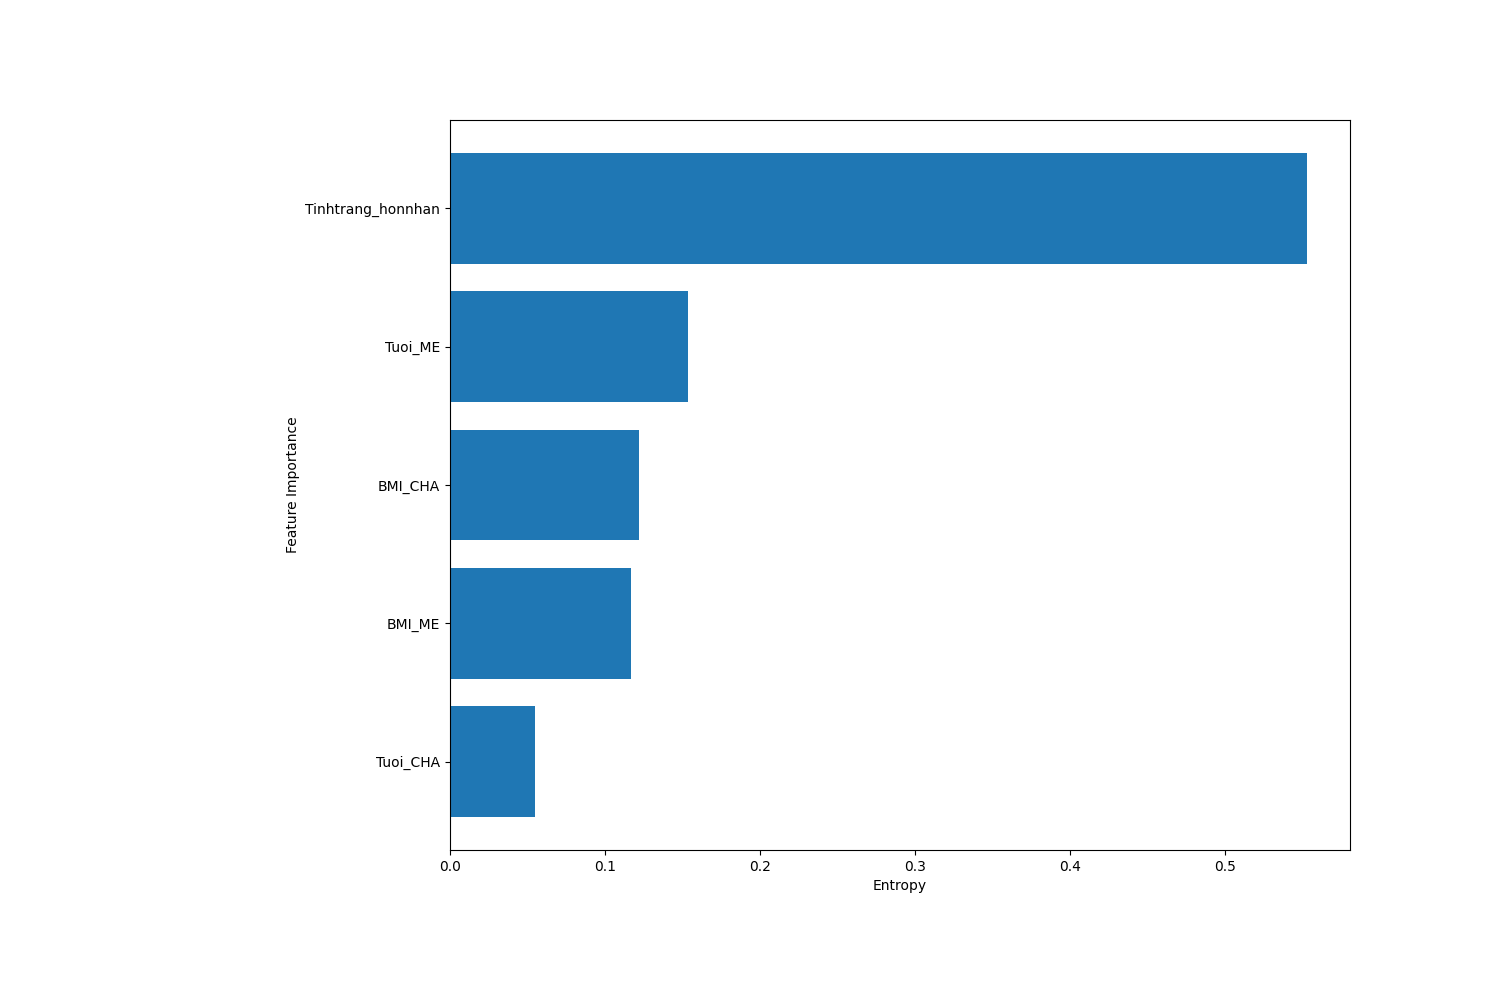 Tinhtrang_honnhan
Tuoi_ME
BMI_CHA
BMI_ME
Tuoi_CHA
Feature Importance
0.0 0.1 0.2 0.3 0.4 0.5
Entropy